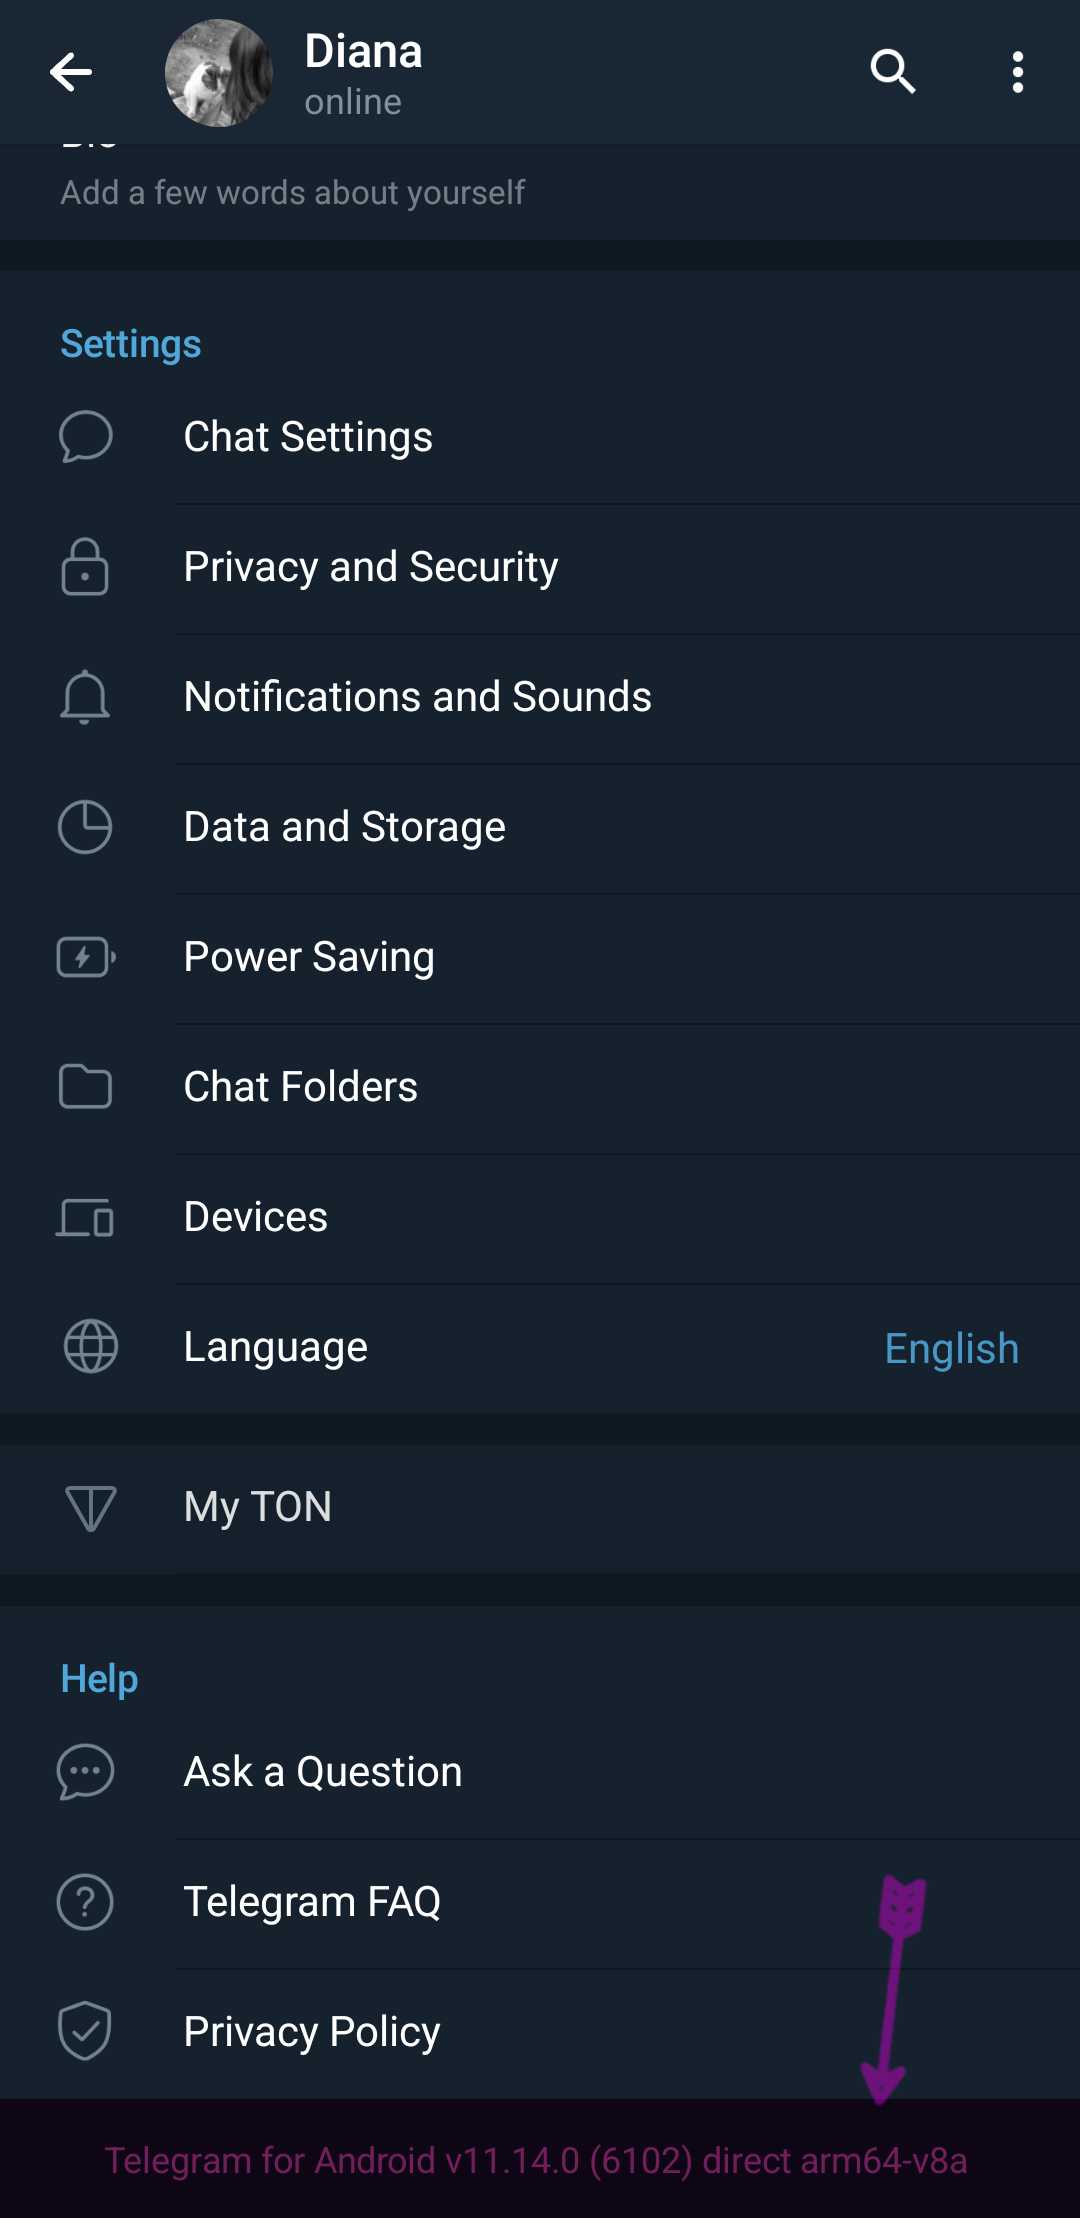 Diana
online
Add a few words about yourself
Settings
Chat Settings
Privacy and Security
Notifications and Sounds
Data and Storage
Power Saving
Chat Folders
Devices
Language English
My TON
Help
Ask a Question
Telegram FAQ
Privacy Policy
Telegram for Android v11.14.0 (6102) direct arm64-v8a